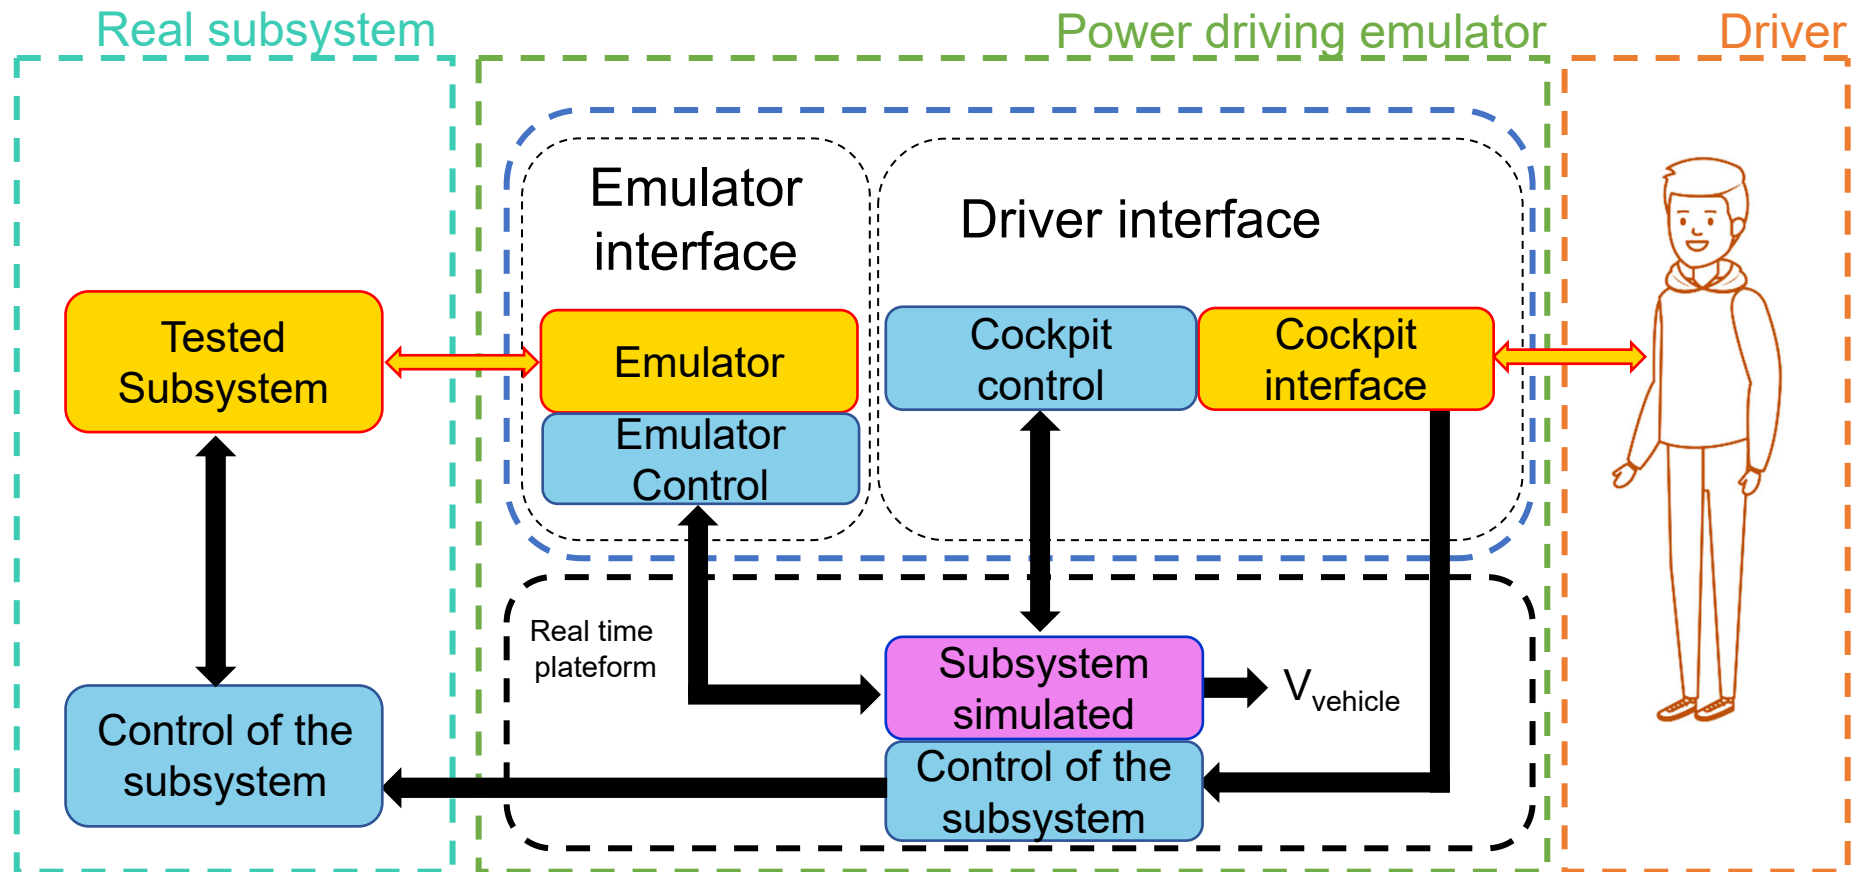 Real subsystem
Power driving emulator
Driver
Emulator
interface
Driver interface
Tested
Subsystem
Emulator
Emulator
Control
Cockpit
control
Cockpit
interface
Real time
plateform
Subsystem
simulated
Vvehicle
Control of the
subsystem
Control of the
subsystem